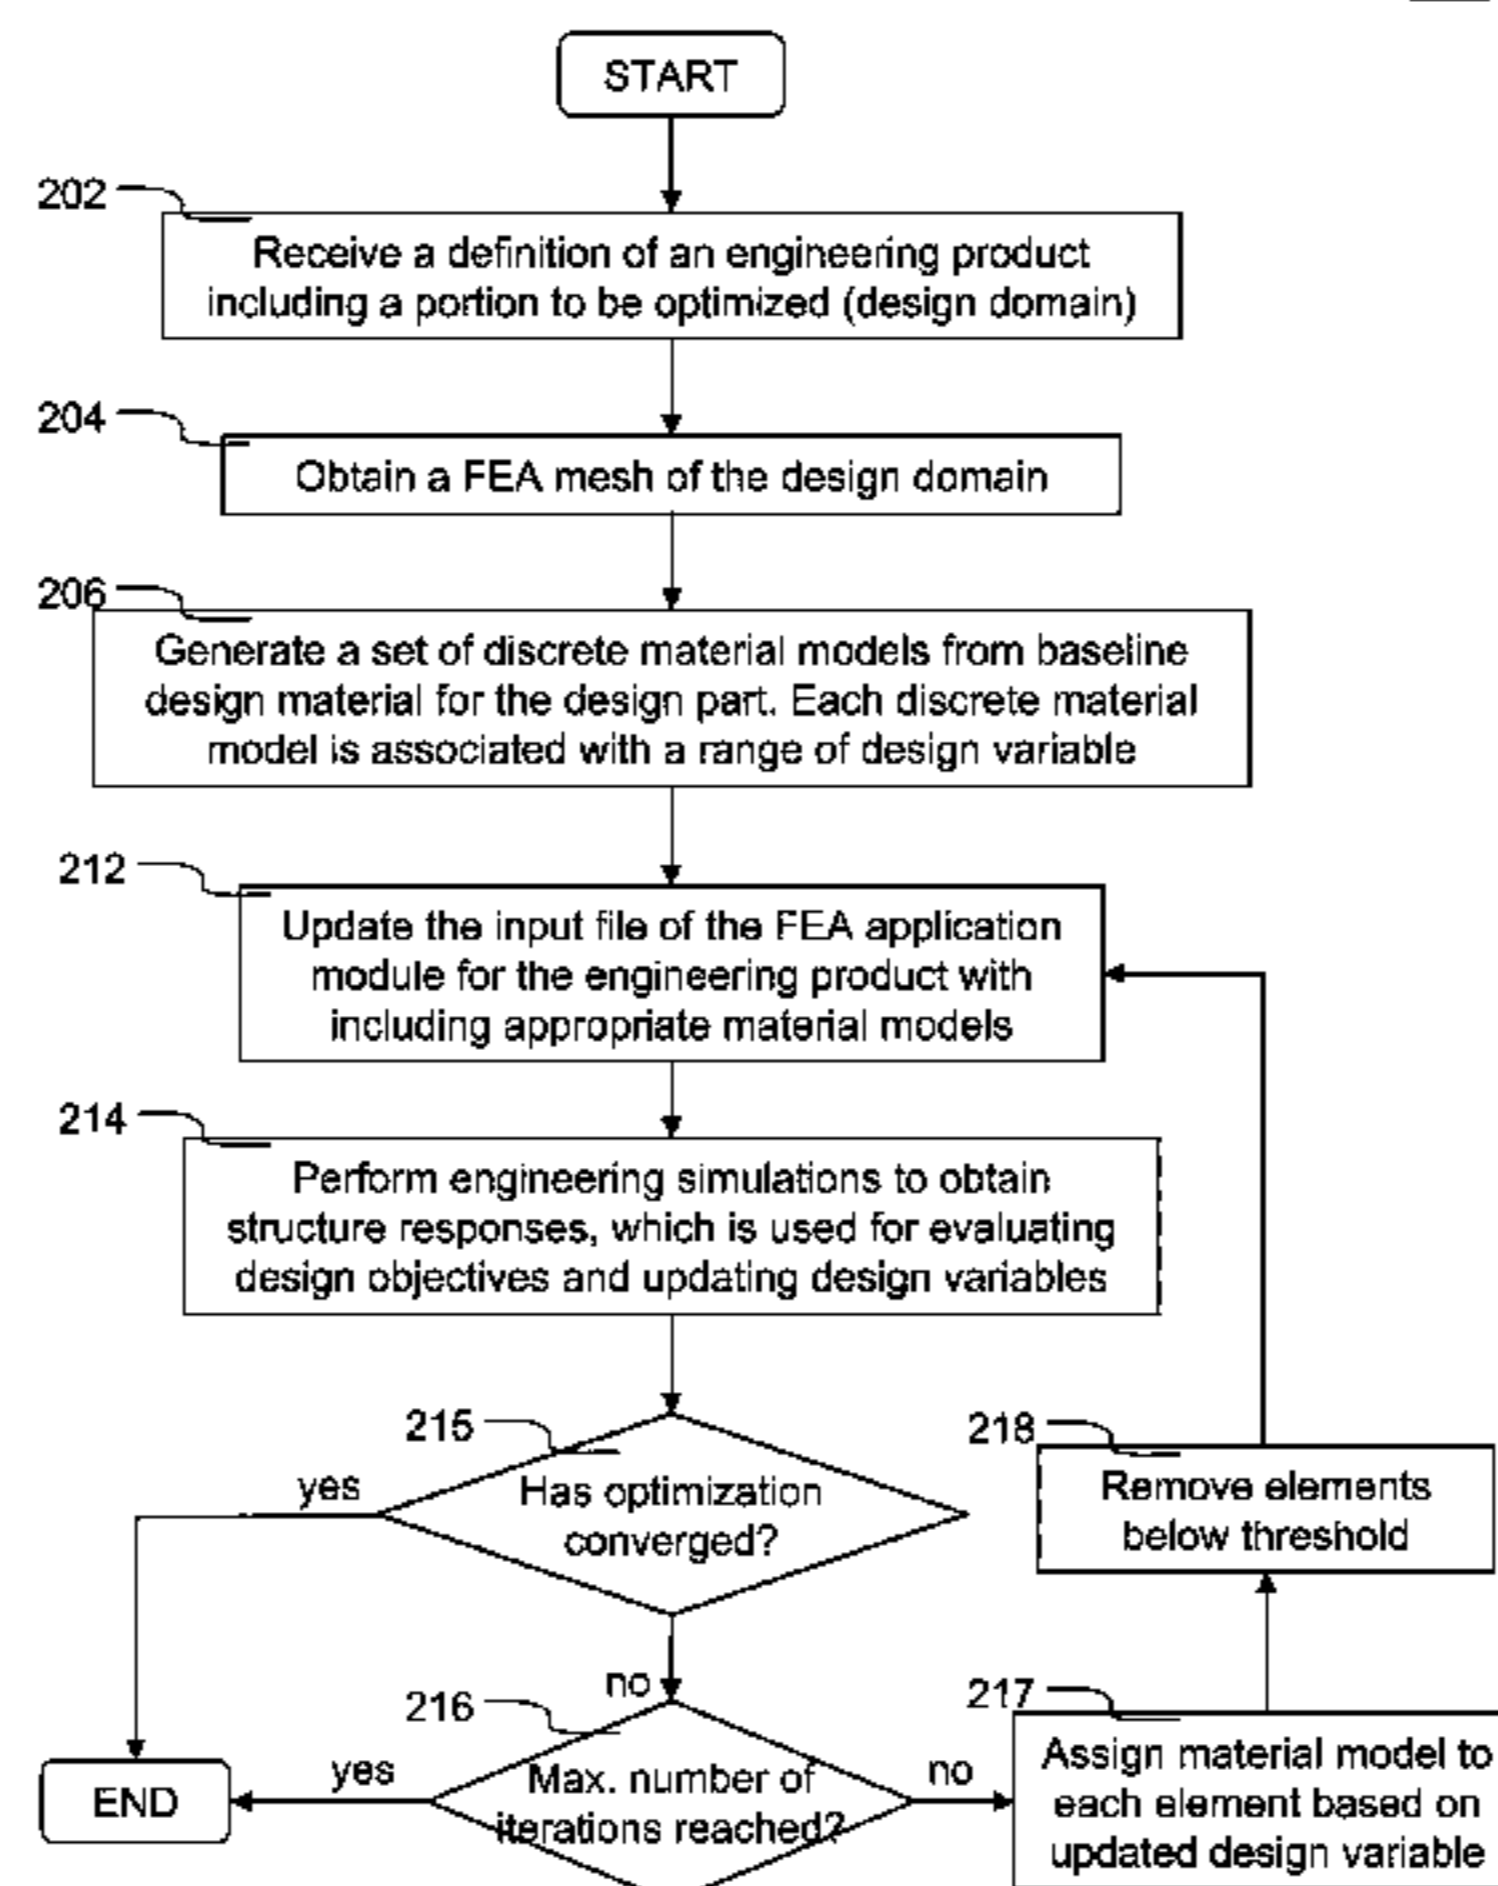 START
202
Receive a definition of an engineering product
including a portion to be optimized (design domain)
204
Obtain a FEA mesh of the design domain
206
Generate a set of discrete material models from baseline
design material for the design part. Each discrete material
model is associated with a range of design variable
212
Update the input file of the FEA application
module for the engineering product with
including appropriate material models
214
Perform engineering simulations to obtain
structure responses, which is used for evaluating
design objectives and updating design variables
215
Has optimization
converged?
yes
no
218
Remove elements
below threshold
216
Max. number of
iterations reached?
yes
no
END
217
Assign material model to
each element based on
updated design variable